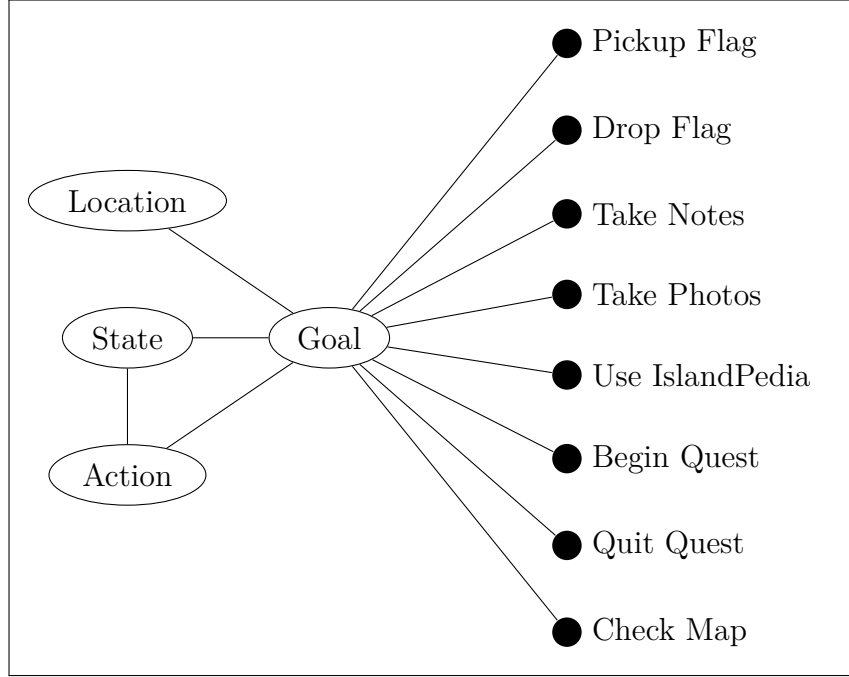 Location
State
Action
Goal
Pickup Flag
Drop Flag
Take Notes
Take Photos
Use IslandPedia
Begin Quest
Quit Quest
Check Map